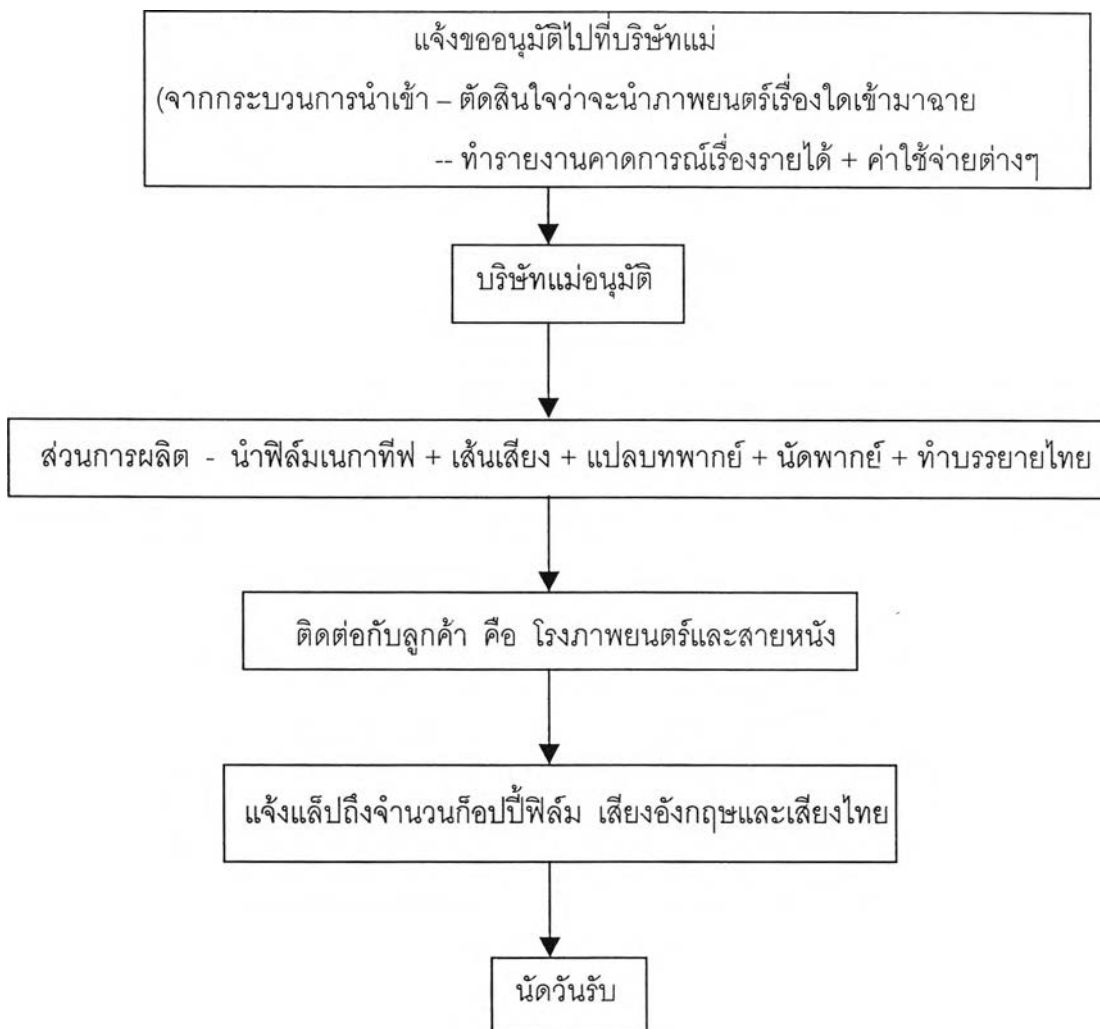 แจ้งขออนุมัติไปที่บริษัทแม่
(จากกระบวนการนำเข้า – ตัดสินใจว่าจะนำภาพยนตร์เรื่องใดเข้ามาฉาย
-- ทำรายงานคาดการณ์เรื่องรายได้ + ค่าใช้จ่ายต่างๆ
บริษัทแม่อนุมัติ
ส่วนการผลิต - นำฟิล์มเนกาทีฟ + เส้นเสียง + แปลบทพากย์ + นัดพากย์ + ทำบรรยายไทย
ติดต่อกับลูกค้า คือ โรงภาพยนตร์และสายหนัง
แจ้งแล็ปถึงจำนวนก็อปปี้ฟิล์ม เสียงอังกฤษและเสียงไทย
นัดวันรับ